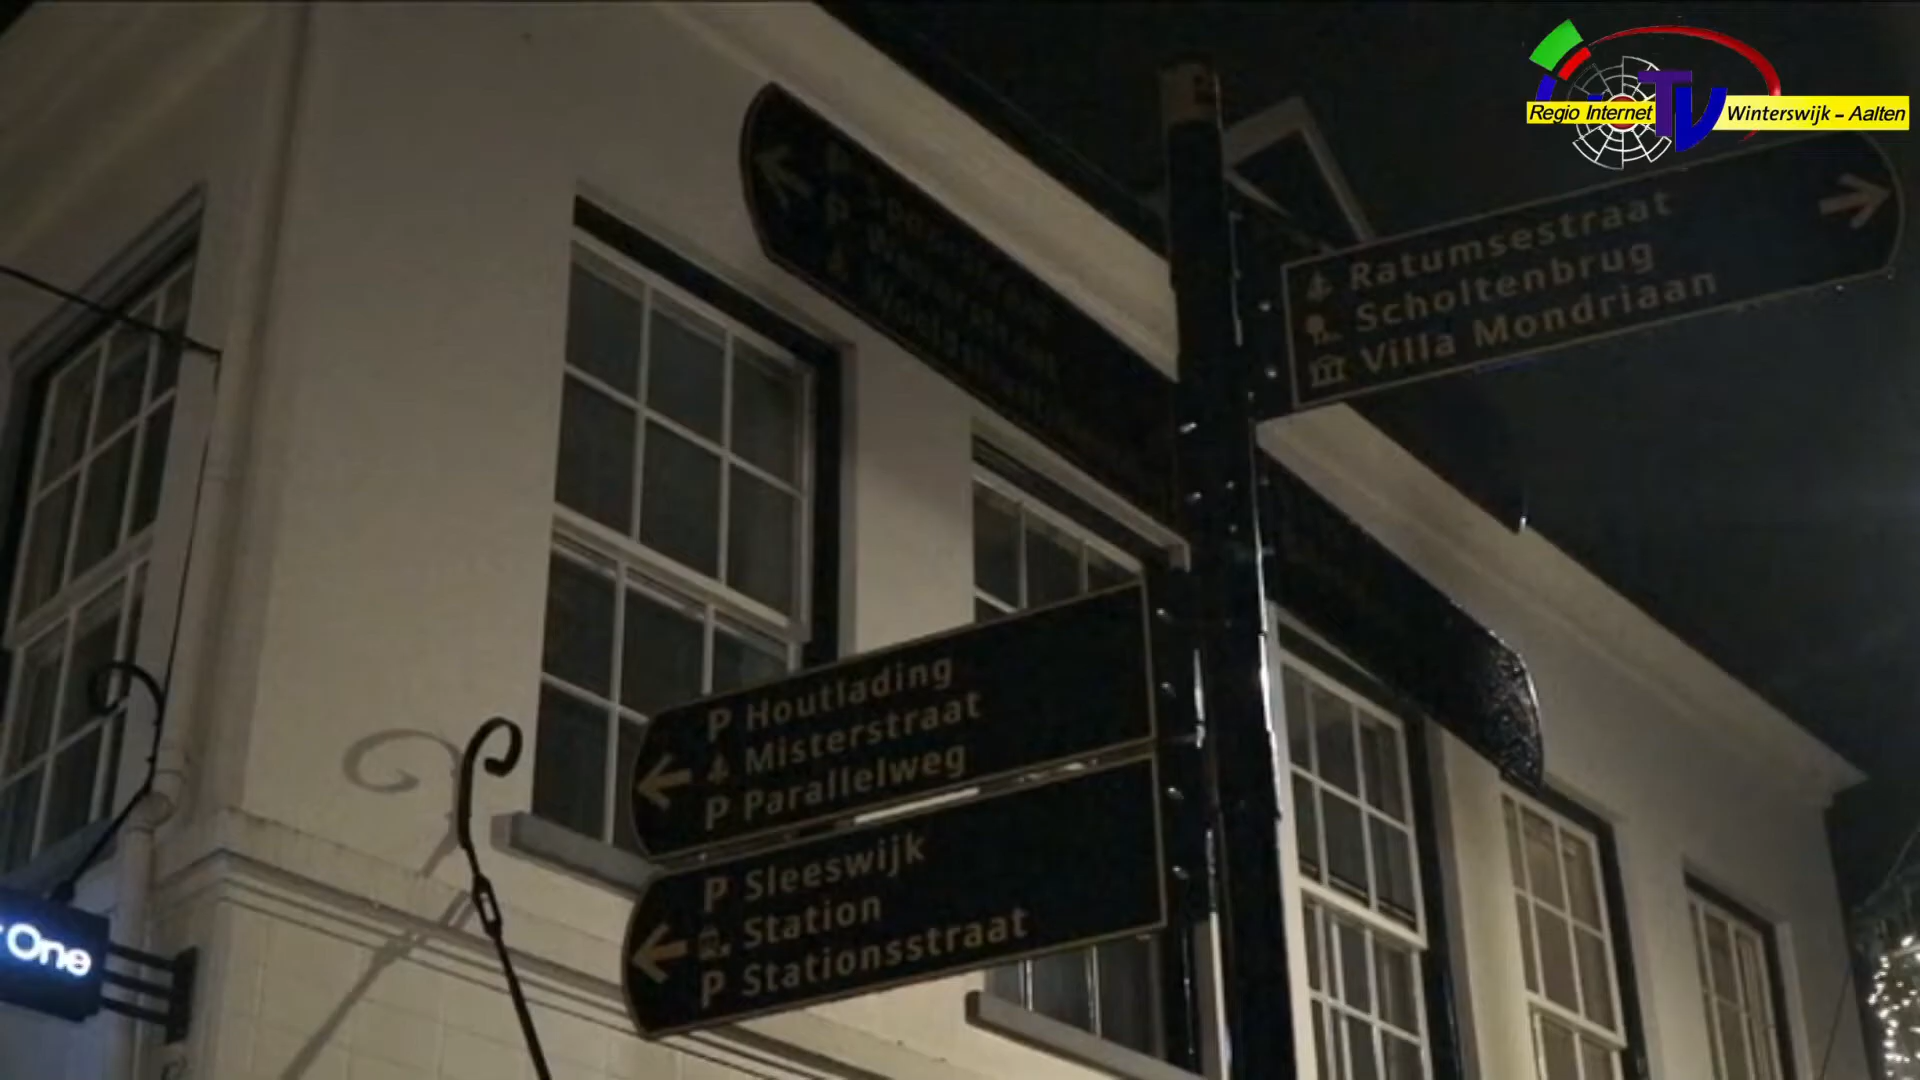 Regio Internet TV Winterswijk - Aalten
Ratumsestraat
Scholtenbrug
Villa Mondriaan
P Houtlading
Misterstraat
P Parallelweg
P Sleeswijk
Station
P Stationsstraat
One